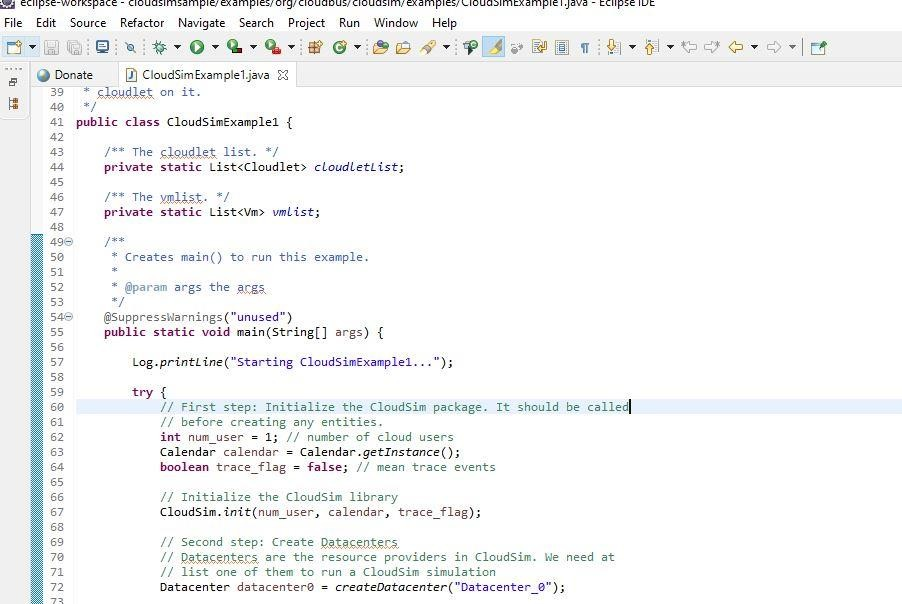 eclipse-workspace - cloudsimsample/examples/org/cloudbus/cloudsim/examples/CloudSimExample1.java - Eclipse IDE
File Edit Source Refactor Navigate Search Project Run Window Help
Donate CloudSimExample1.java
39 * cloudlet on it.
40 */
41 public class CloudSimExample1 {
42
43 /** The cloudlet list. */
44 private static List<Cloudlet> cloudletList;
45
46 /** The vmlist. */
47 private static List<Vm> vmlist;
48
49 /**
50 * Creates main() to run this example.
51 *
52 * @param args the args
53 */
54 @SuppressWarnings("unused")
55 public static void main(String[] args) {
56
57 Log.printLine("Starting CloudSimExample1...");
58
59 try {
60 // First step: Initialize the CloudSim package. It should be called
61 // before creating any entities.
62 int num_user = 1; // number of cloud users
63 Calendar calendar = Calendar.getInstance();
64 boolean trace_flag = false; // mean trace events
65
66 // Initialize the CloudSim library
67 CloudSim.init(num_user, calendar, trace_flag);
68
69 // Second step: Create Datacenters
70 // Datacenters are the resource providers in CloudSim. We need at
71 // list one of them to run a CloudSim simulation
72 Datacenter datacenter0 = createDatacenter("Datacenter_0");
73